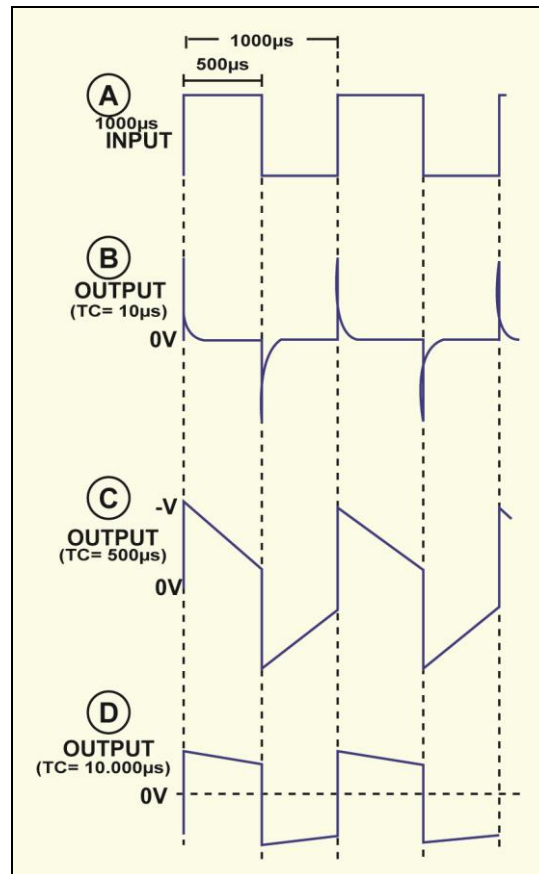 1000µs
500µs
A
1000µs
INPUT
B
OUTPUT
(TC= 10µs)
0V
C
-V
OUTPUT
(TC= 500µs)
0V
D
OUTPUT
(TC= 10.000µs)
0V